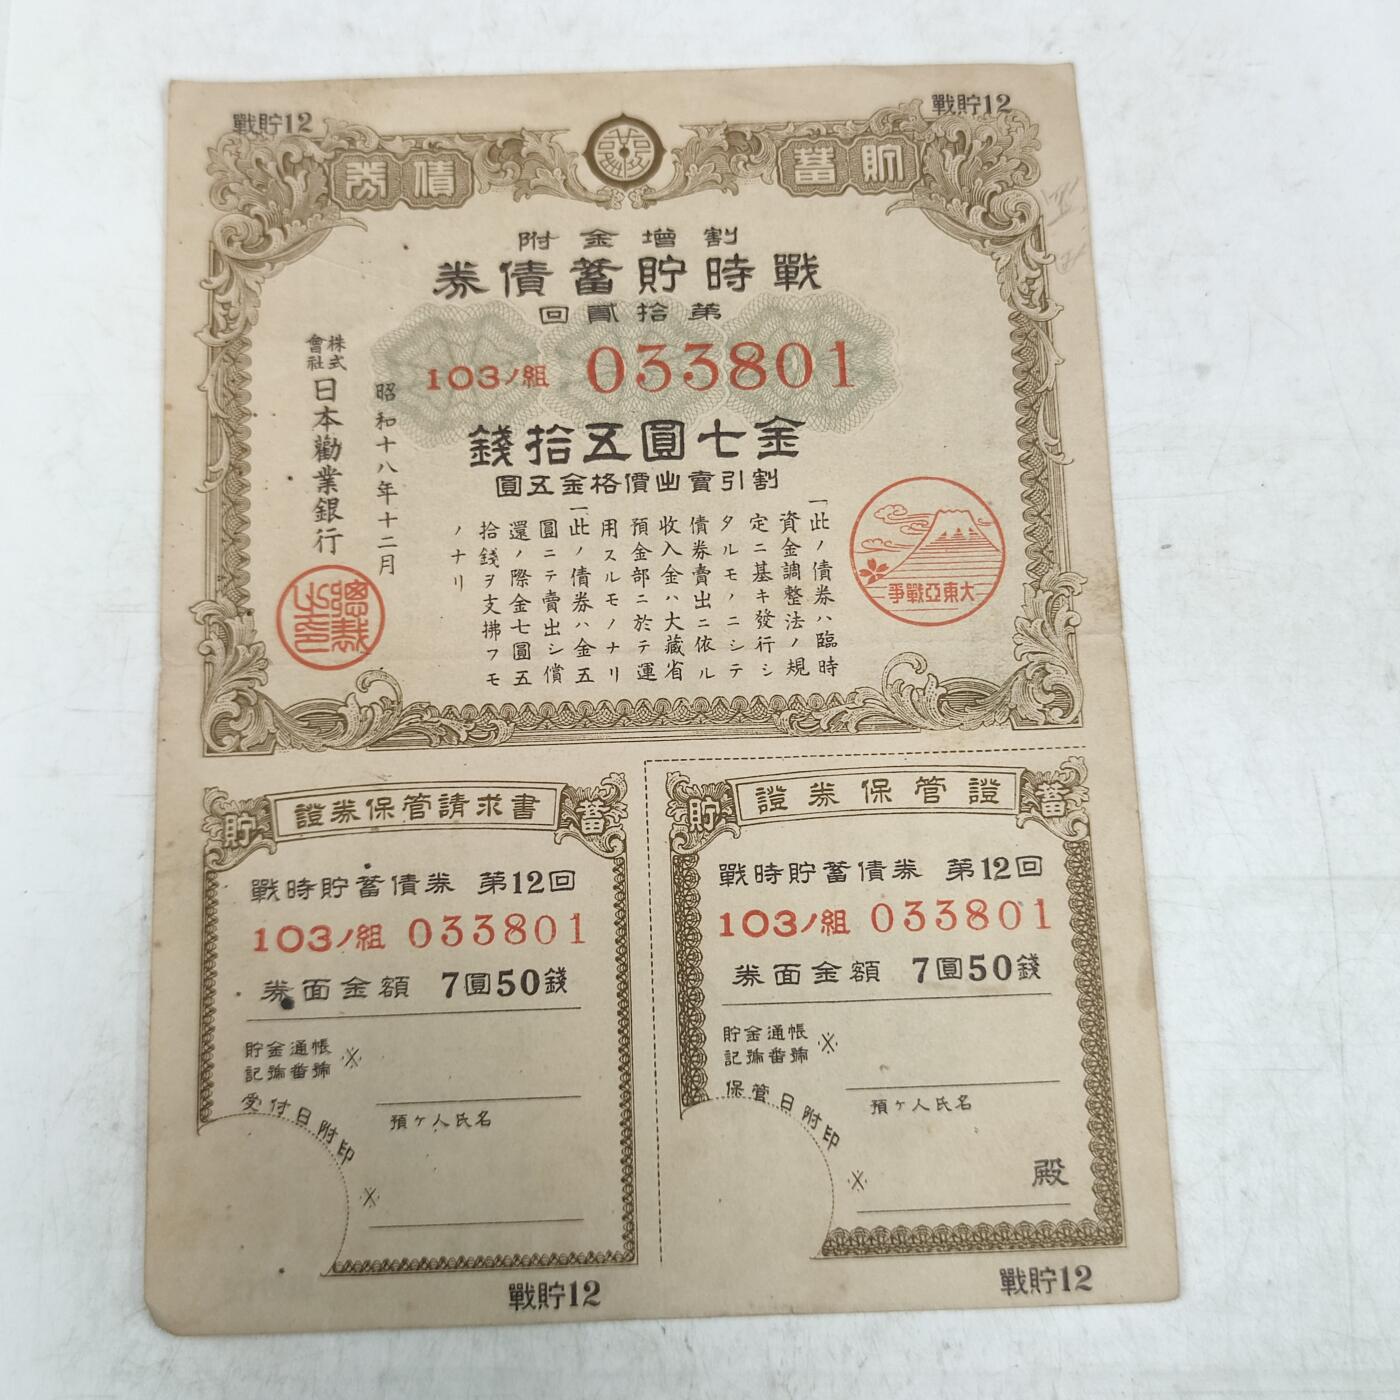 戰貯12
戰貯12
貯蓄
債券
割增金附
戰時貯蓄債券
第拾貳回
103ノ組 033801
金七圓五拾錢
割引賣出價格金五圓
一此ノ債券ハ臨時
資金調整法ノ規
定ニ基キ發行シ
タルモノニシテ
債券賣出ニ依ル
收入金ハ大藏省
預金部ニ於テ運
用スルモノナリ
一此ノ債券ハ金五
圓ニテ賣出シ償
還ノ際金七圓五
拾錢ヲ支拂フモ
ノナリ
大東亞戰爭
昭和十八年十二月
株式會社日本勸業銀行
證券保管請求書
貯
蓄
戰時貯蓄債券 第12回
103ノ組 033801
券面金額 7圓50錢
貯金通帳
記號番號 ※
受付日附印
預ケ人氏名
※
戰貯12
證券保管證
貯
蓄
戰時貯蓄債券 第12回
103ノ組 033801
券面金額 7圓50錢
貯金通帳
記號番號 ※
保管日附印
預ケ人氏名
※
殿
戰貯12